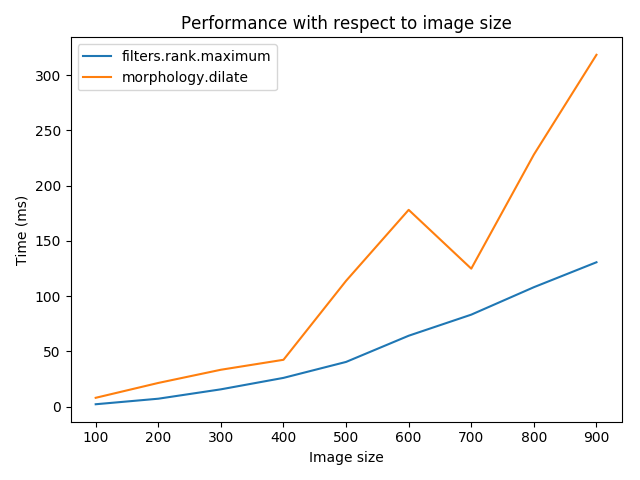 Performance with respect to image size
filters.rank.maximum
morphology.dilate
Time (ms)
300
250
200
150
100
50
0
100 200 300 400 500 600 700 800 900
Image size